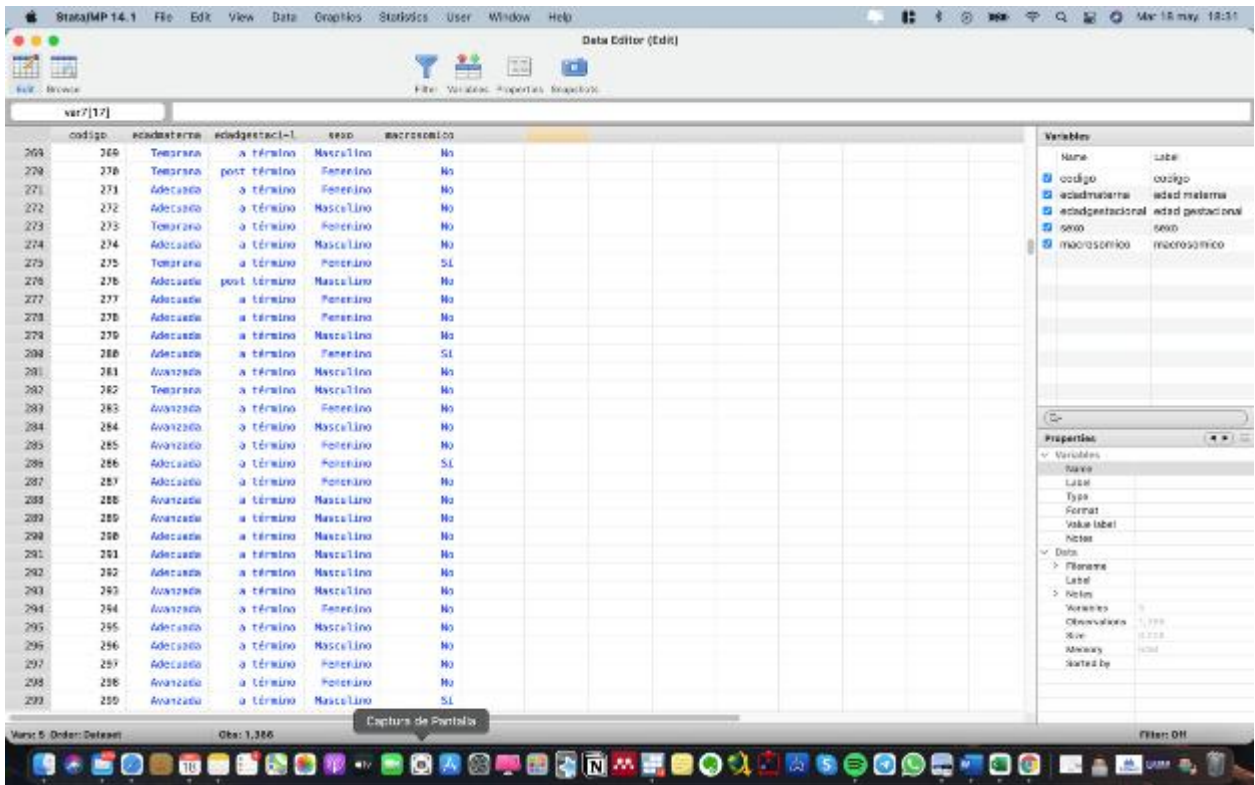 Stata/MP 14.1 File Edit View Data Graphics Statistics User Window Help Mar 18 may. 18:31
Data Editor (Edit)
Edit Browse Filter Variables Properties Snapshots
var7[17]
codigo edadmaterna edadgestaci~l sexo macrosomico
269 269 Temprana a término Masculino No
270 270 Temprana post término Femenino No
271 271 Adecuada a término Femenino No
272 272 Adecuada a término Masculino No
273 273 Temprana a término Femenino No
274 274 Adecuada a término Masculino No
275 275 Temprana a término Femenino Sí
276 276 Adecuada post término Masculino No
277 277 Adecuada a término Femenino No
278 278 Adecuada a término Femenino No
279 279 Adecuada a término Masculino No
280 280 Adecuada a término Femenino Sí
281 281 Avanzada a término Masculino No
282 282 Temprana a término Masculino No
283 283 Avanzada a término Femenino No
284 284 Avanzada a término Masculino No
285 285 Avanzada a término Femenino No
286 286 Adecuada a término Femenino Sí
287 287 Adecuada a término Femenino No
288 288 Avanzada a término Masculino No
289 289 Avanzada a término Masculino No
290 290 Adecuada a término Masculino No
291 291 Adecuada a término Masculino No
292 292 Adecuada a término Masculino No
293 293 Avanzada a término Masculino No
294 294 Avanzada a término Femenino No
295 295 Adecuada a término Masculino No
296 296 Adecuada a término Masculino No
297 297 Adecuada a término Femenino No
298 298 Avanzada a término Femenino No
299 299 Avanzada a término Masculino Sí
Variables
Name Label
codigo codigo
edadmaterna edad materna
edadgestacional edad gestacional
sexo sexo
macrosomico macrosomico
Properties
Variables
Name
Label
Type
Format
Value label
Notes
Data
Filename
Label
Notes
Variables 5
Observations
Size
Memory
Sorted by
Captura de Pantalla
Vars: 5 Order: Dataset Obs: 1,386 Filter: Off